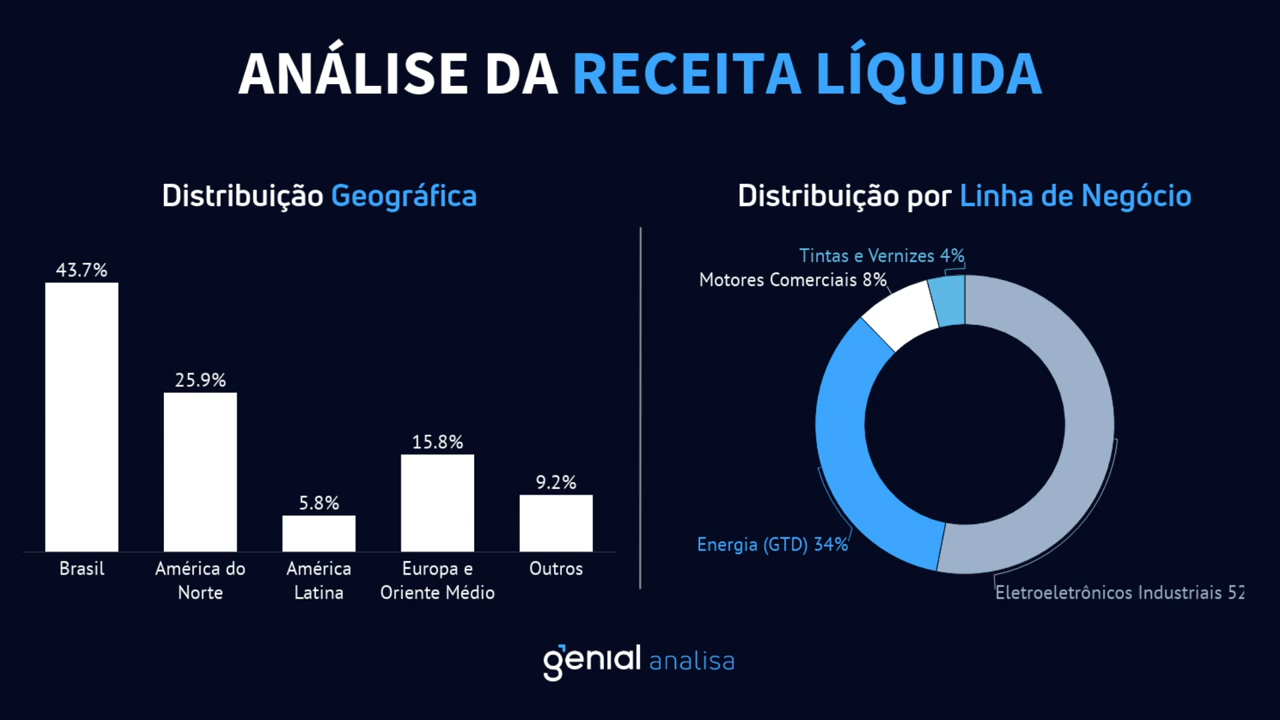 ANÁLISE DA RECEITA LÍQUIDA
Distribuição Geográfica
43.7%
25.9%
5.8%
15.8%
9.2%
Brasil
América do
Norte
América
Latina
Europa e
Oriente Médio
Outros
Distribuição por Linha de Negócio
Tintas e Vernizes 4%
Motores Comerciais 8%
Energia (GTD) 34%
Eletroeletrônicos Industriais 52
genial analisa